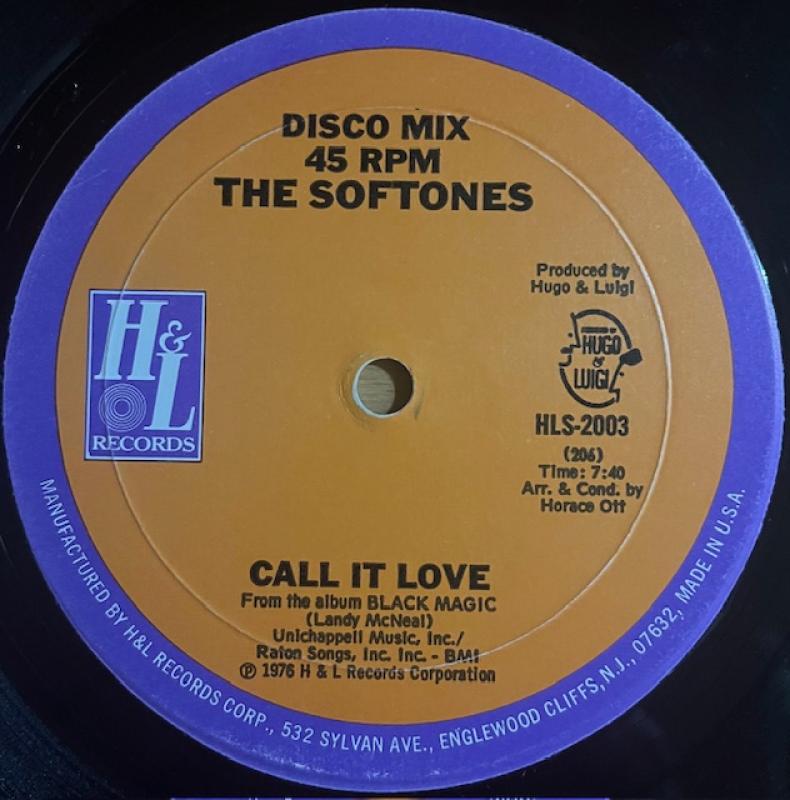 DISCO MIX
45 RPM
THE SOFTONES
Produced by
Hugo & Luigi
H&L
RECORDS
HUGO
&
LUIGI
HLS-2003
(206)
Time: 7:40
Arr. & Cond. by
Horace Ott
CALL IT LOVE
From the album BLACK MAGIC
(Landy McNeal)
Unichappell Music, Inc./
Raton Songs, Inc. Inc. - BMI
℗ 1976 H & L Records Corporation
MANUFACTURED BY H&L RECORDS CORP., 532 SYLVAN AVE., ENGLEWOOD CLIFFS, N.J., 07632, MADE IN U.S.A.